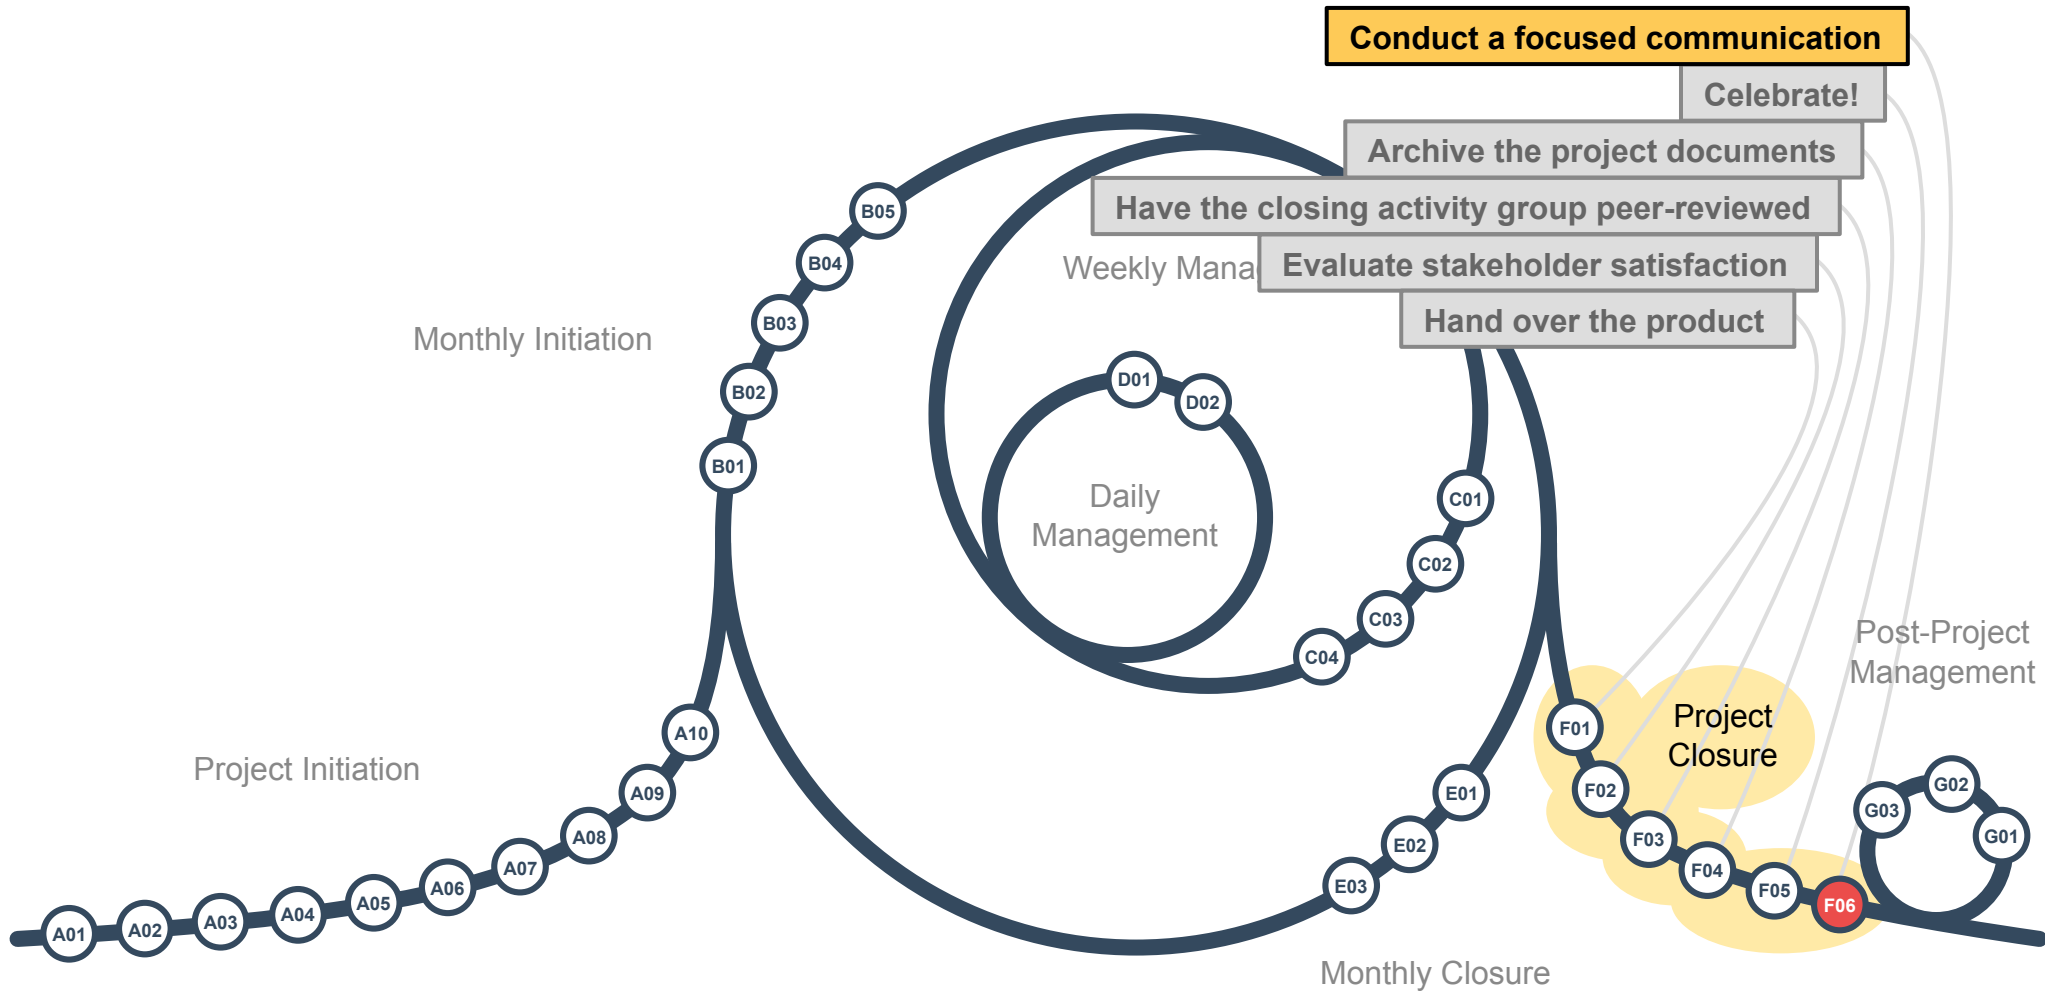 Conduct a focused communication
Celebrate!
Archive the project documents
Have the closing activity group peer-reviewed
Weekly Mana
Evaluate stakeholder satisfaction
Hand over the product
Monthly Initiation
Daily
Management
Post-Project
Management
Project
Closure
Project Initiation
Monthly Closure
A01
A02
A03
A04
A05
A06
A07
A08
A09
A10
B01
B02
B03
B04
B05
D01
D02
C01
C02
C03
C04
E01
E02
E03
F01
F02
F03
F04
F05
F06
G03
G02
G01